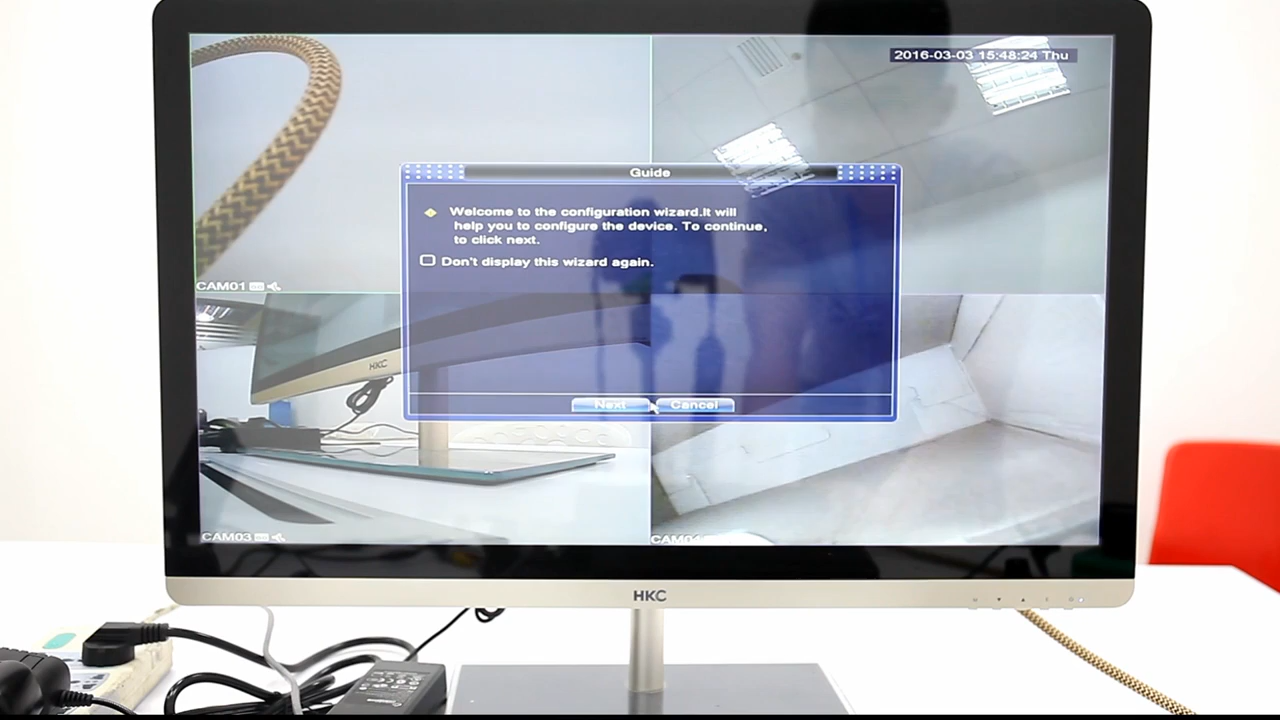 2016-03-03 15:48:24 Thu
Guide
Welcome to the configuration wizard.It will
help you to configure the device. To continue,
to click next.
Don't display this wizard again.
CAM01
HKC
Next
Cancel
CAM03
HKC